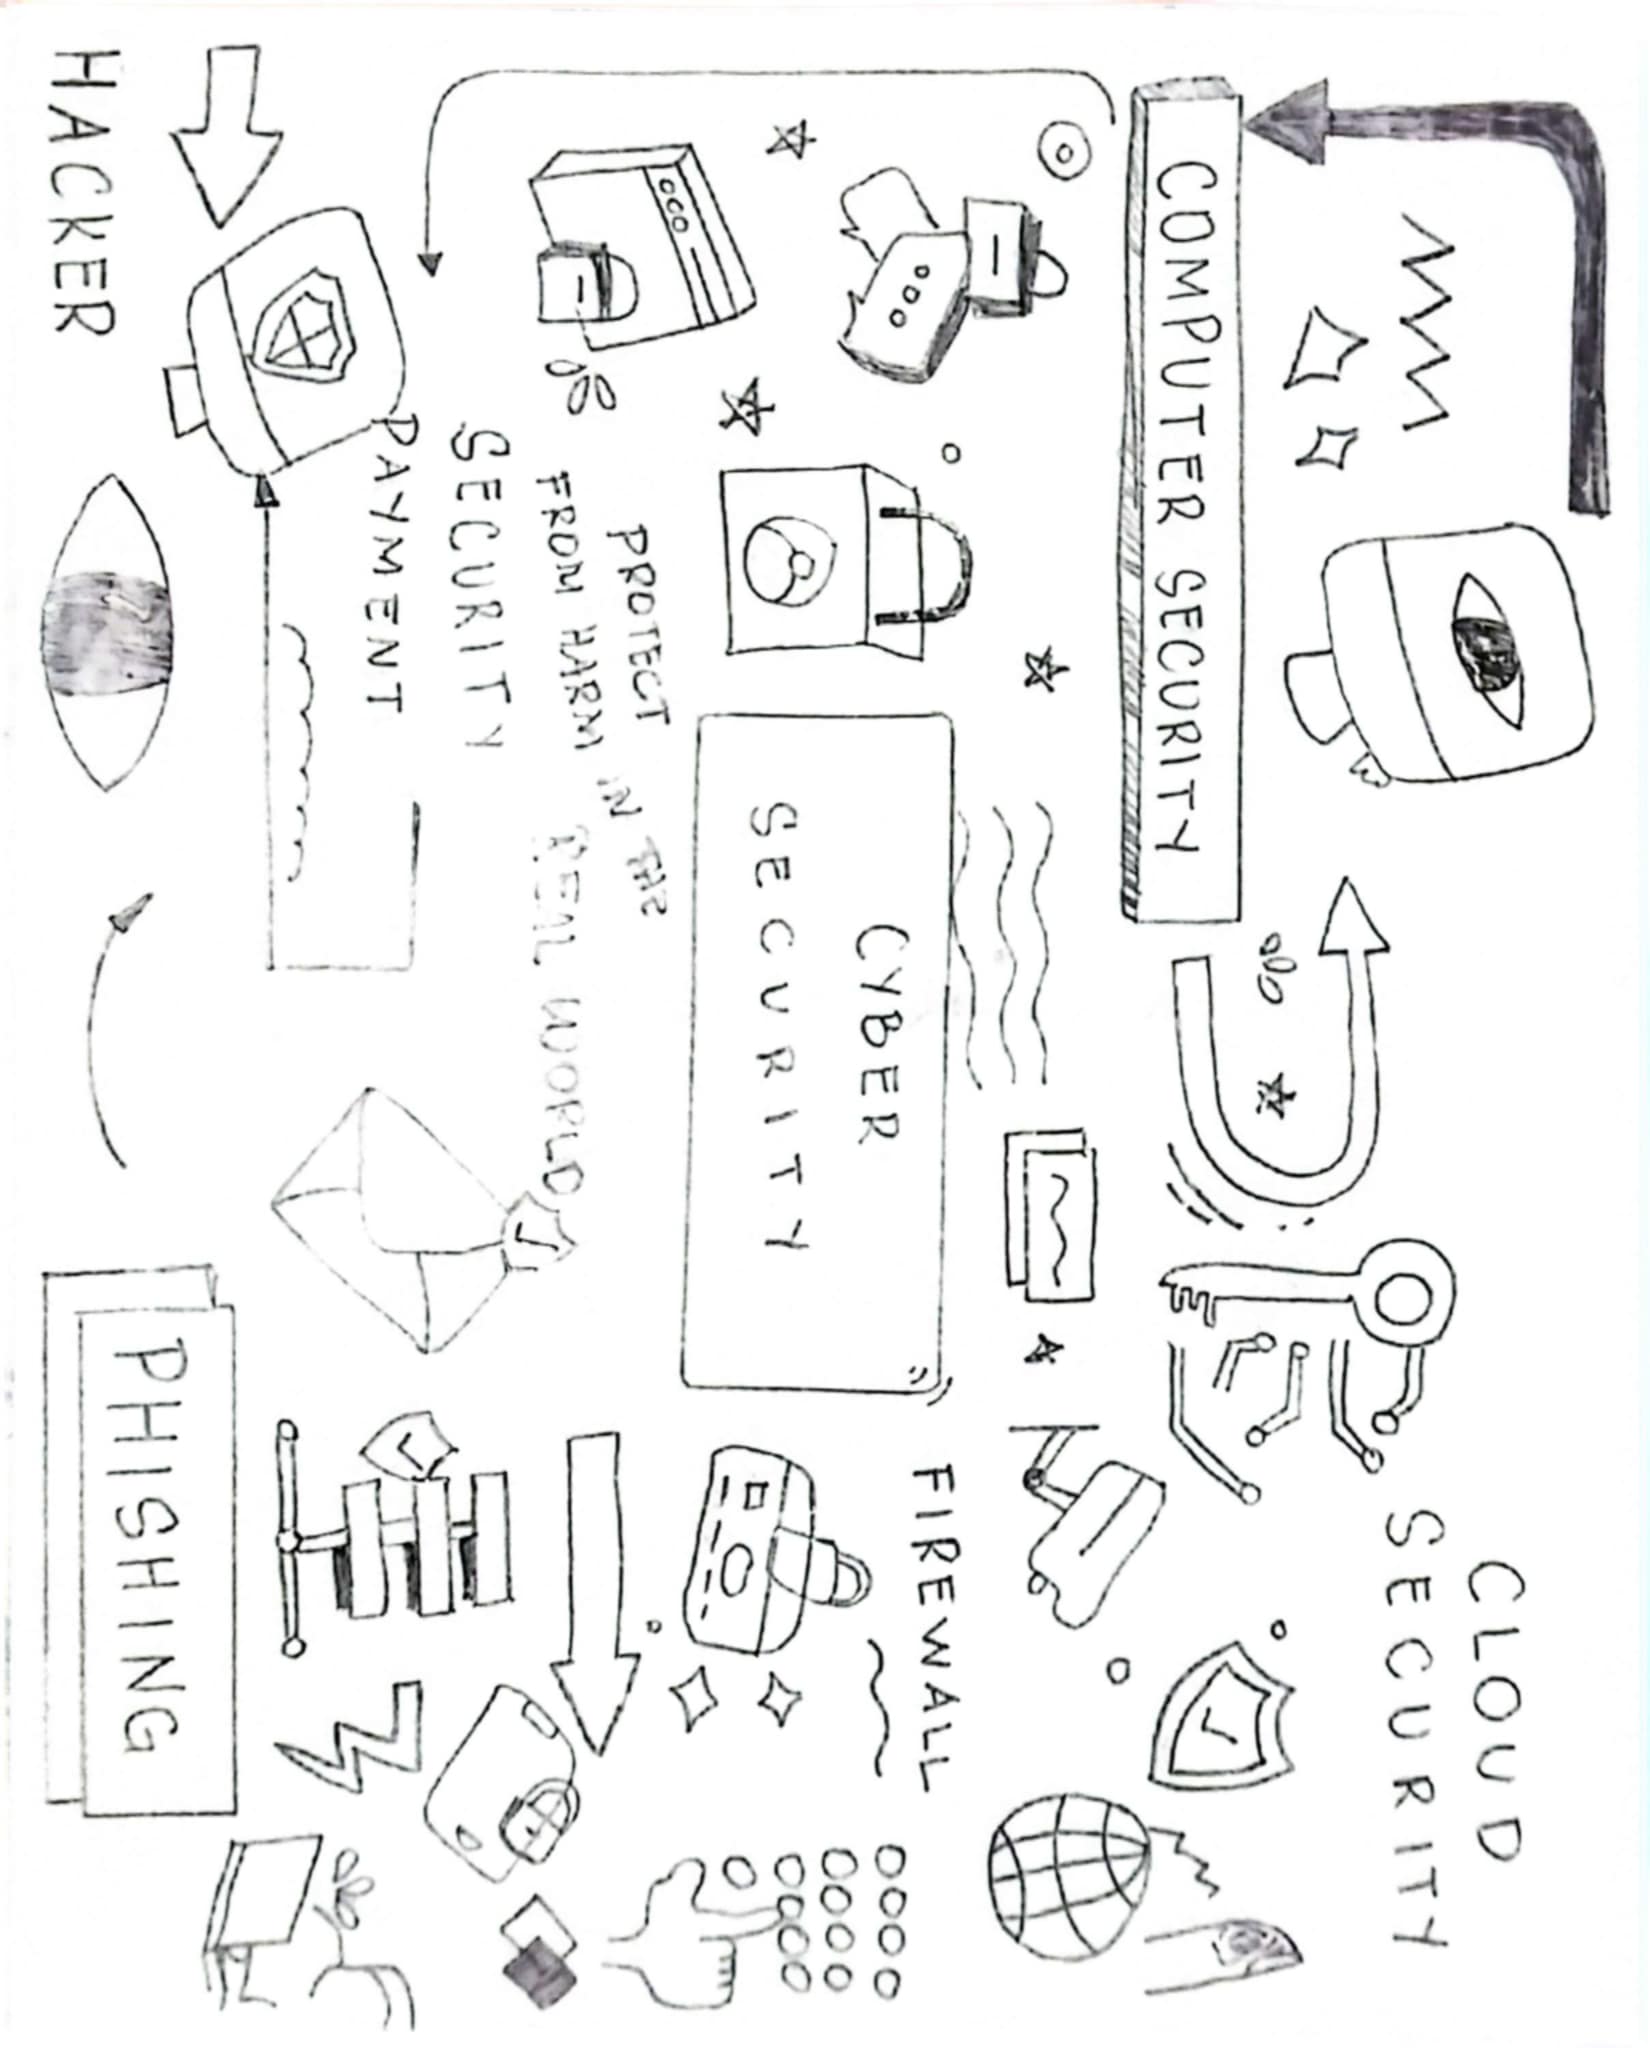 CLOUD
SECURITY
COMPUTER SECURITY
FIREWALL
CYBER
SECURITY
PROTECT
FROM HARM IN THE
REAL WORLD
SECURITY
PAYMENT
PHISHING
HACKER